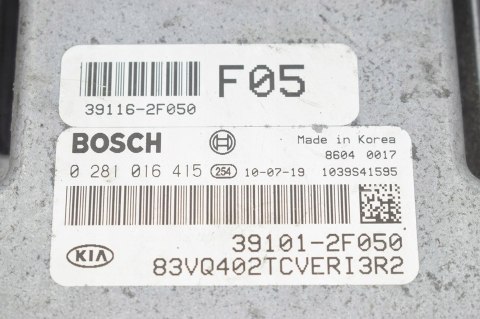 F05
39116-2F050
BOSCH
Made in Korea
8604 0017
0 281 016 415 254 10-07-19 1039S41595
39101-2F050
KIA
83VQ402TCVERI3R2